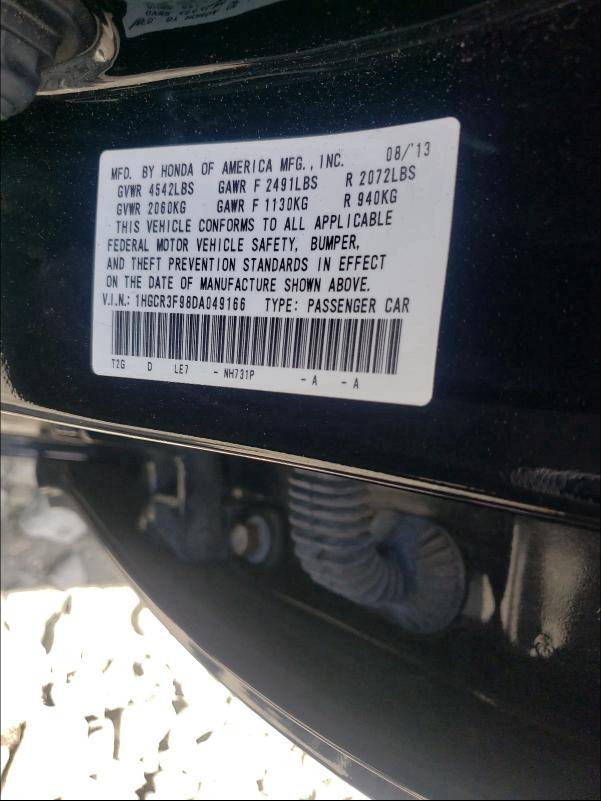 MFD. BY HONDA OF AMERICA MFG., INC. 08/'13
GVWR 4542LBS GAWR F 2491LBS R 2072LBS
GVWR 2060KG GAWR F 1130KG R 940KG
THIS VEHICLE CONFORMS TO ALL APPLICABLE
FEDERAL MOTOR VEHICLE SAFETY, BUMPER,
AND THEFT PREVENTION STANDARDS IN EFFECT
ON THE DATE OF MANUFACTURE SHOWN ABOVE.
V.I.N.: 1HGCR3F98DA049166 TYPE: PASSENGER CAR
T2G D LE7 - NH731P - A - A